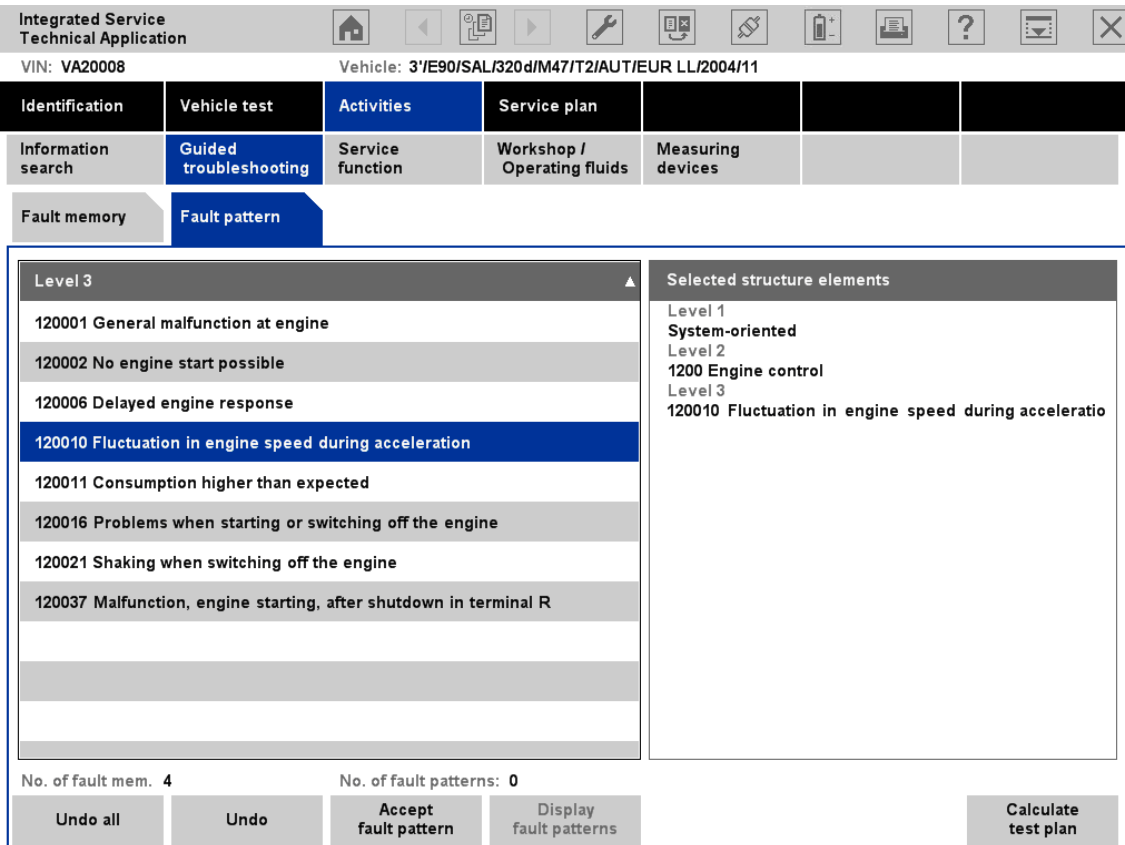 Integrated Service
Technical Application
VIN: VA20008
Vehicle: 3'/E90/SAL/320d/M47/T2/AUT/EUR LL/2004/11
Identification
Vehicle test
Activities
Service plan
Information
search
Guided
troubleshooting
Service
function
Workshop /
Operating fluids
Measuring
devices
Fault memory
Fault pattern
Level 3
120001 General malfunction at engine
120002 No engine start possible
120006 Delayed engine response
120010 Fluctuation in engine speed during acceleration
120011 Consumption higher than expected
120016 Problems when starting or switching off the engine
120021 Shaking when switching off the engine
120037 Malfunction, engine starting, after shutdown in terminal R
Selected structure elements
Level 1
System-oriented
Level 2
1200 Engine control
Level 3
120010 Fluctuation in engine speed during acceleratio
No. of fault mem. 4
No. of fault patterns: 0
Undo all
Undo
Accept
fault pattern
Display
fault patterns
Calculate
test plan